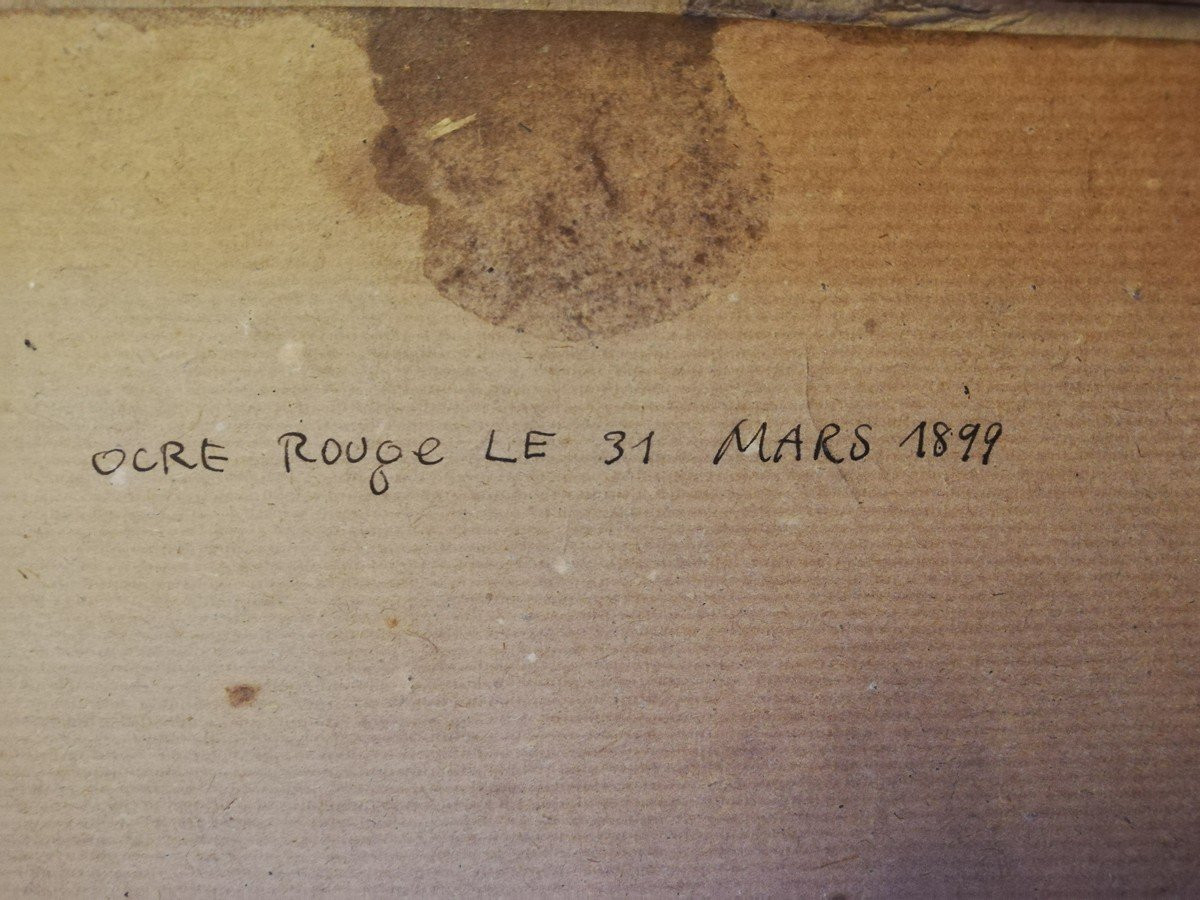 OCRE ROUgE LE 31 MARS 1899